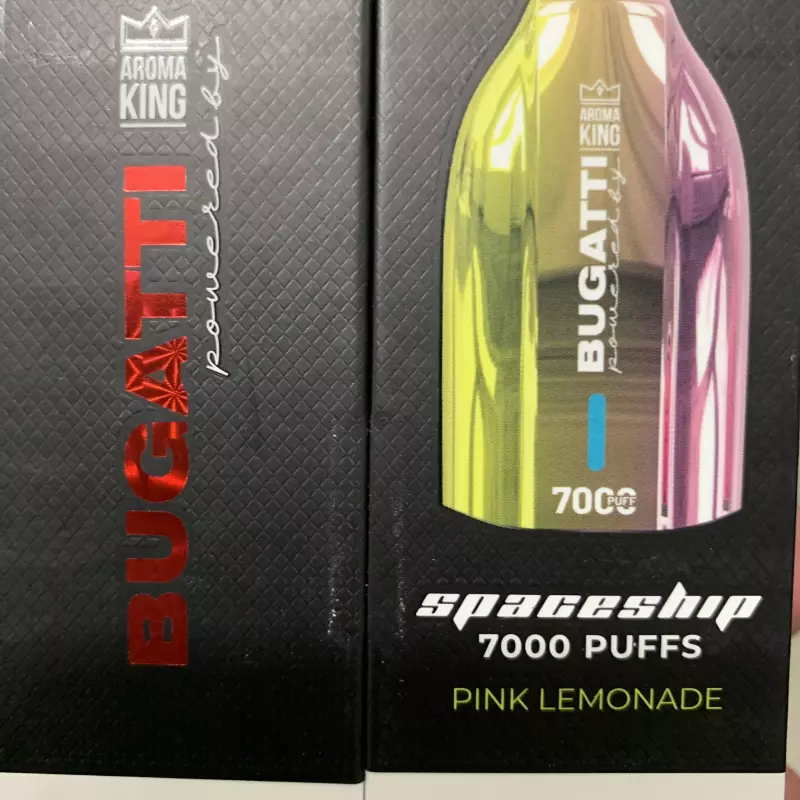 AROMA
KING
BUGATTI
powered by
AROMA
KING
BUGATTI
powered by
7000
PUFF
spaceship
7000 PUFFS
PINK LEMONADE